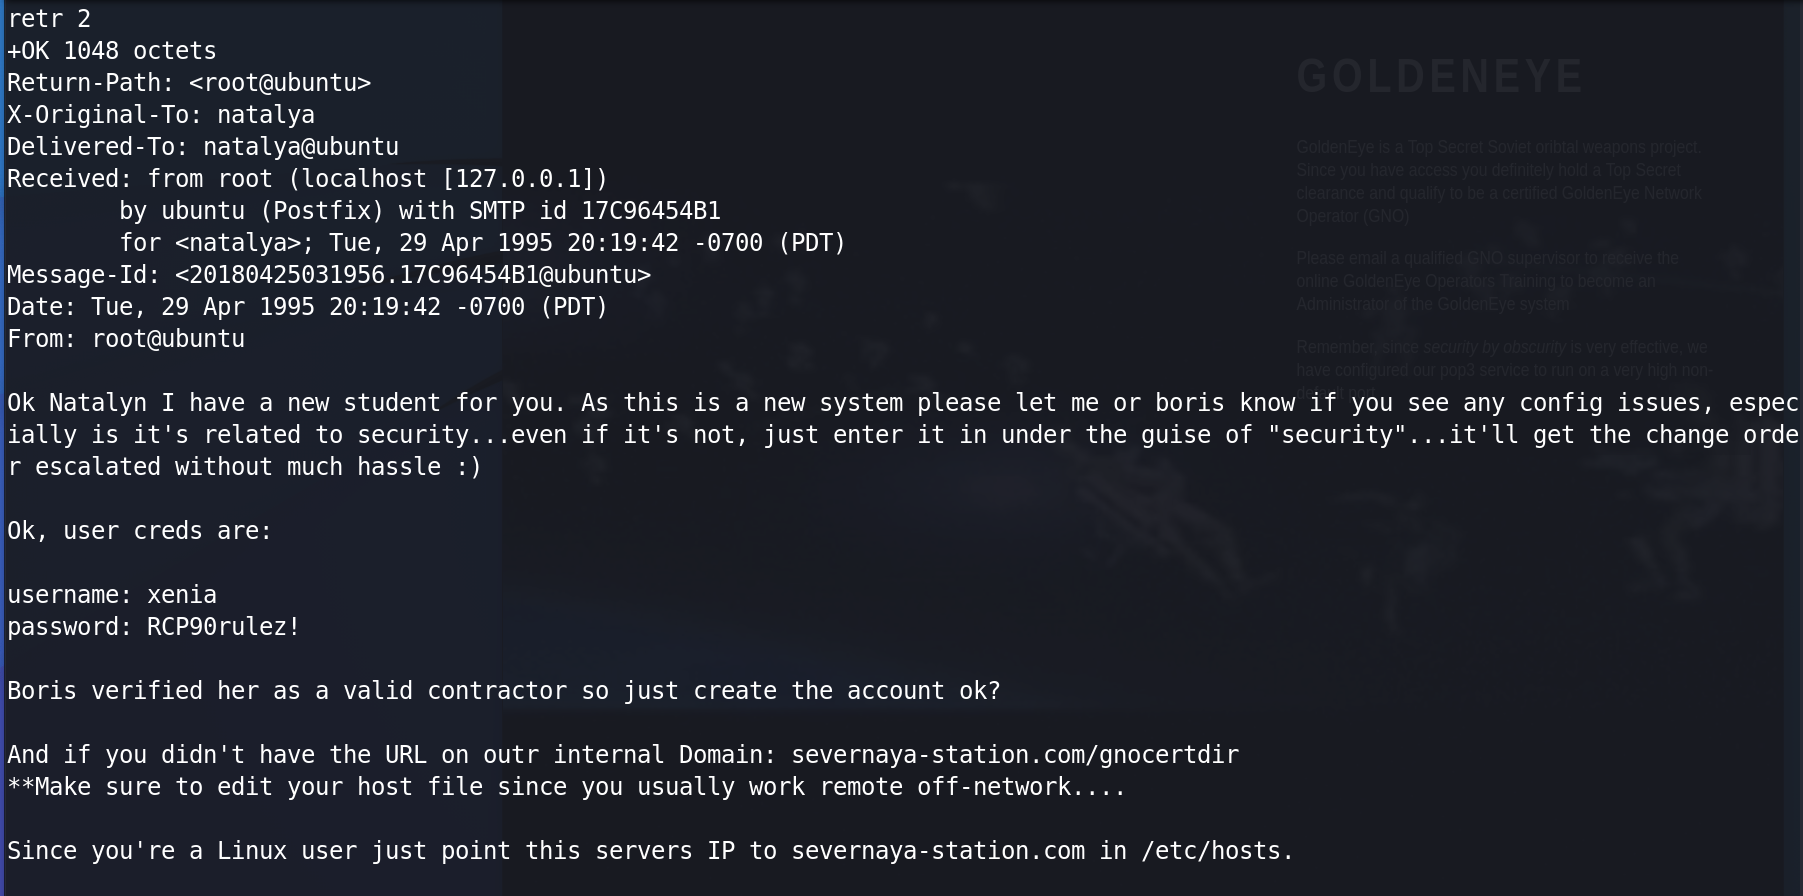 retr 2
+OK 1048 octets
Return-Path: <root@ubuntu>
X-Original-To: natalya
Delivered-To: natalya@ubuntu
Received: from root (localhost [127.0.0.1])
        by ubuntu (Postfix) with SMTP id 17C96454B1
        for <natalya>; Tue, 29 Apr 1995 20:19:42 -0700 (PDT)
Message-Id: <20180425031956.17C96454B1@ubuntu>
Date: Tue, 29 Apr 1995 20:19:42 -0700 (PDT)
From: root@ubuntu

Ok Natalyn I have a new student for you. As this is a new system please let me or boris know if you see any config issues, espec
ially is it's related to security...even if it's not, just enter it in under the guise of "security"...it'll get the change orde
r escalated without much hassle :)

Ok, user creds are:

username: xenia
password: RCP90rulez!

Boris verified her as a valid contractor so just create the account ok?

And if you didn't have the URL on outr internal Domain: severnaya-station.com/gnocertdir
**Make sure to edit your host file since you usually work remote off-network....

Since you're a Linux user just point this servers IP to severnaya-station.com in /etc/hosts.

GOLDENEYE
GoldenEye is a Top Secret Soviet oribtal weapons project.
Since you have access you definitely hold a Top Secret
clearance and qualify to be a certified GoldenEye Network
Operator (GNO)
Please email a qualified GNO supervisor to receive the
online GoldenEye Operators Training to become an
Administrator of the GoldenEye system
Remember, since security by obscurity is very effective, we
have configured our pop3 service to run on a very high non-
default port